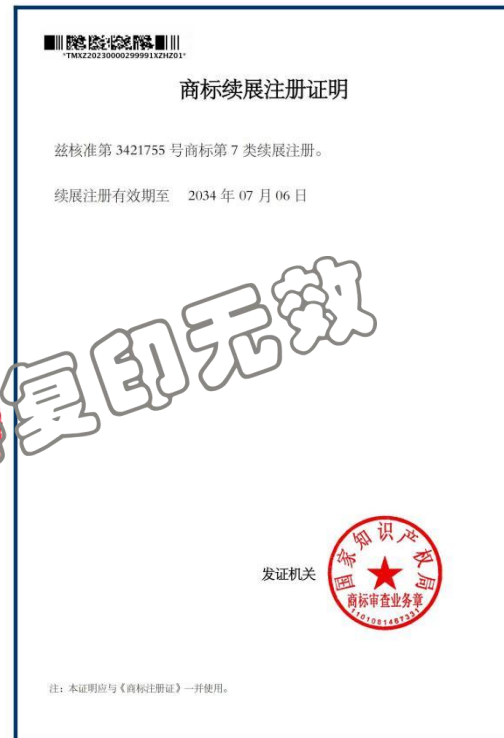 *TMXZ20230000299991XZHZ01*
商标续展注册证明
兹核准第 3421755 号商标第 7 类续展注册。
续展注册有效期至 2034 年 07 月 06 日
复印无效
发证机关
国家知识产权局
商标审查业务章
1101081487331
注：本证明应与《商标注册证》一并使用。